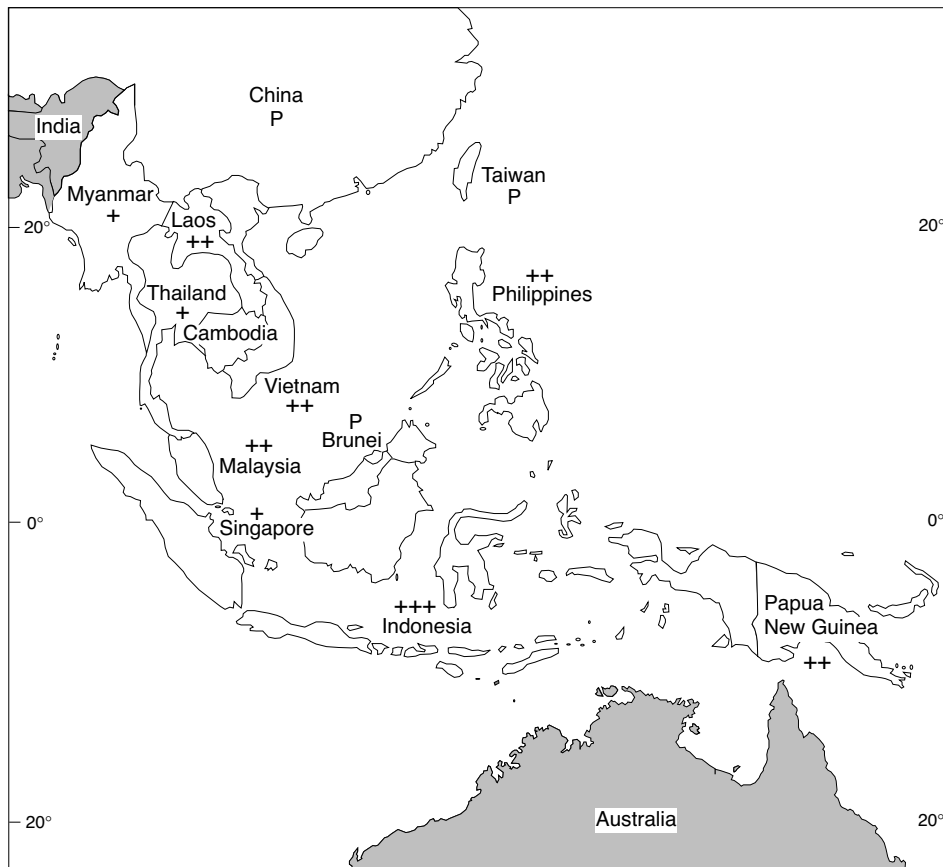 China
P
India
Taiwan
P
Myanmar
+
Laos
++
20°
20°
++
Philippines
Thailand
+
Cambodia
Vietnam
++
P
Brunei
++
Malaysia
+
Singapore
0°
0°
+++
Indonesia
Papua
New Guinea
++
Australia
20°
20°